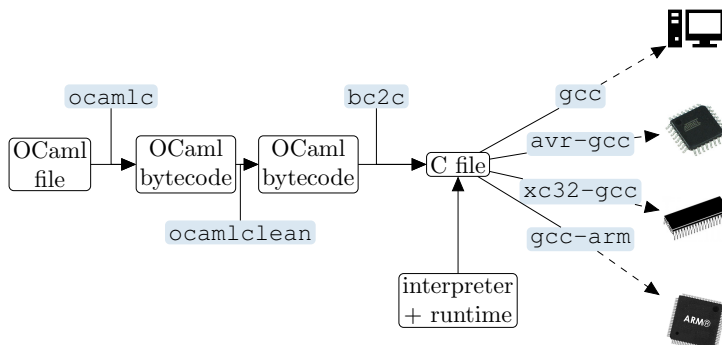 ocamlc
bc2c
gcc
avr-gcc
xc32-gcc
gcc-arm
OCaml
file
OCaml
bytecode
OCaml
bytecode
C file
ocamlclean
interpreter
+ runtime
ARM®